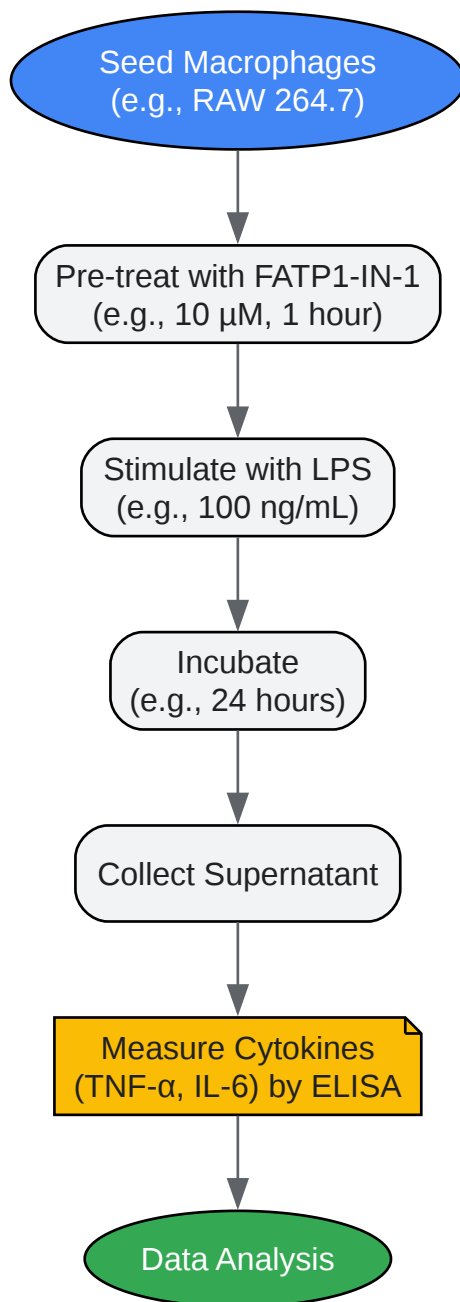 Seed Macrophages
(e.g., RAW 264.7)
Pre-treat with FATP1-IN-1
(e.g., 10 µM, 1 hour)
Stimulate with LPS
(e.g., 100 ng/mL)
Incubate
(e.g., 24 hours)
Collect Supernatant
Measure Cytokines
(TNF-α, IL-6) by ELISA
Data Analysis